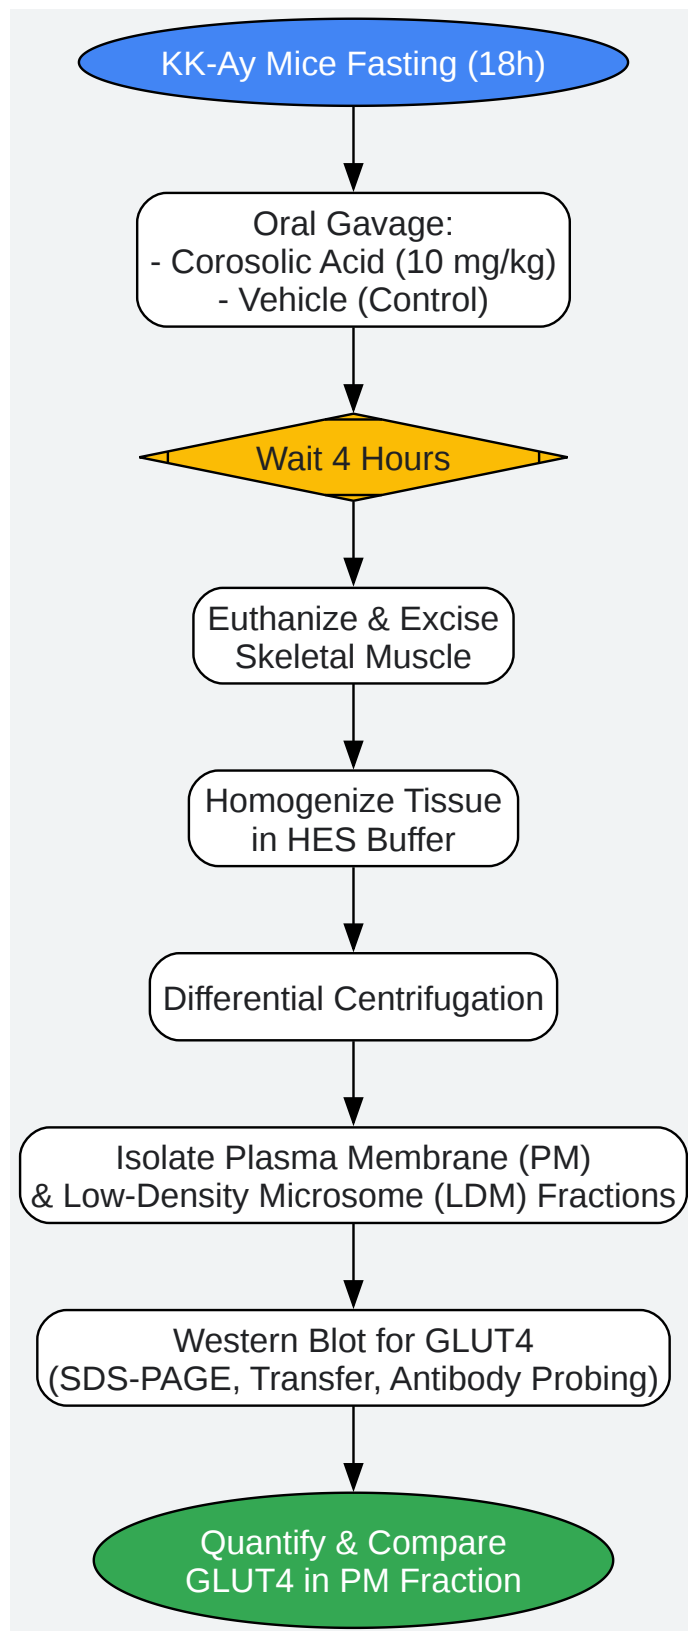 KK-Ay Mice Fasting (18h)
Oral Gavage:
- Corosolic Acid (10 mg/kg)
- Vehicle (Control)
Wait 4 Hours
Euthanize & Excise
Skeletal Muscle
Homogenize Tissue
in HES Buffer
Differential Centrifugation
Isolate Plasma Membrane (PM)
& Low-Density Microsome (LDM) Fractions
Western Blot for GLUT4
(SDS-PAGE, Transfer, Antibody Probing)
Quantify & Compare
GLUT4 in PM Fraction